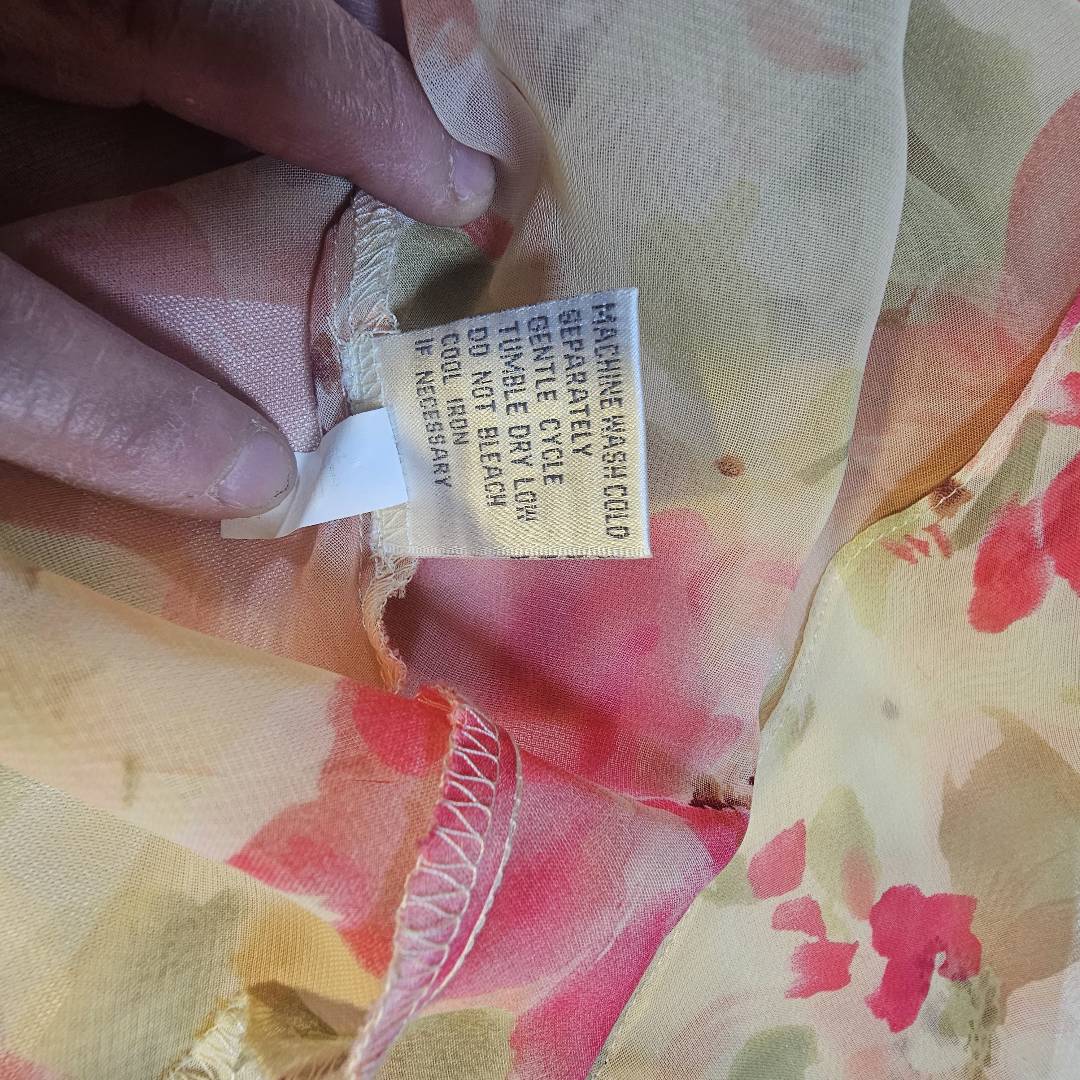 MACHINE WASH COLD
SEPARATELY
GENTLE CYCLE
TUMBLE DRY LOW
DO NOT BLEACH
COOL IRON
IF NECESSARY